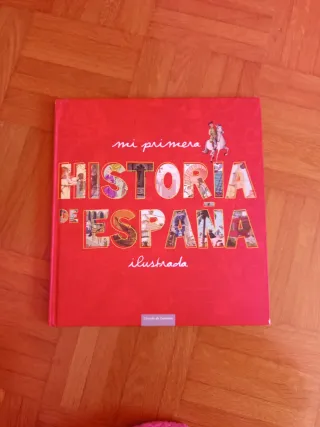 mi primera
HISTORIA
DE ESPAÑA
ilustrada